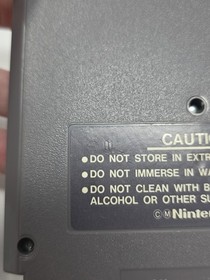 CAUTI
• DO NOT STORE IN EXTR
• DO NOT IMMERSE IN WA
• DO NOT CLEAN WITH B
ALCOHOL OR OTHER SU
©M Ninten